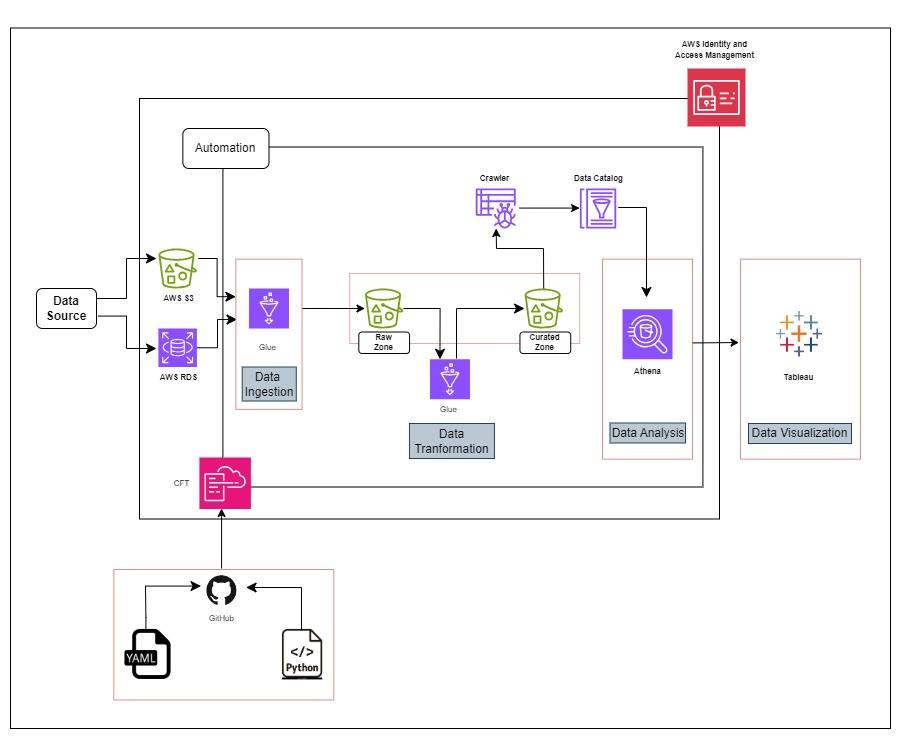 AWS Identity and
Access Management
Automation
Crawler
Data Catalog
Data
Source
AWS S3
AWS RDS
Glue
Data
Ingestion
Raw
Zone
Curated
Zone
Glue
Data
Tranformation
Athena
Data Analysis
Tableau
Data Visualization
CFT
GitHub
YAML
</>
Python